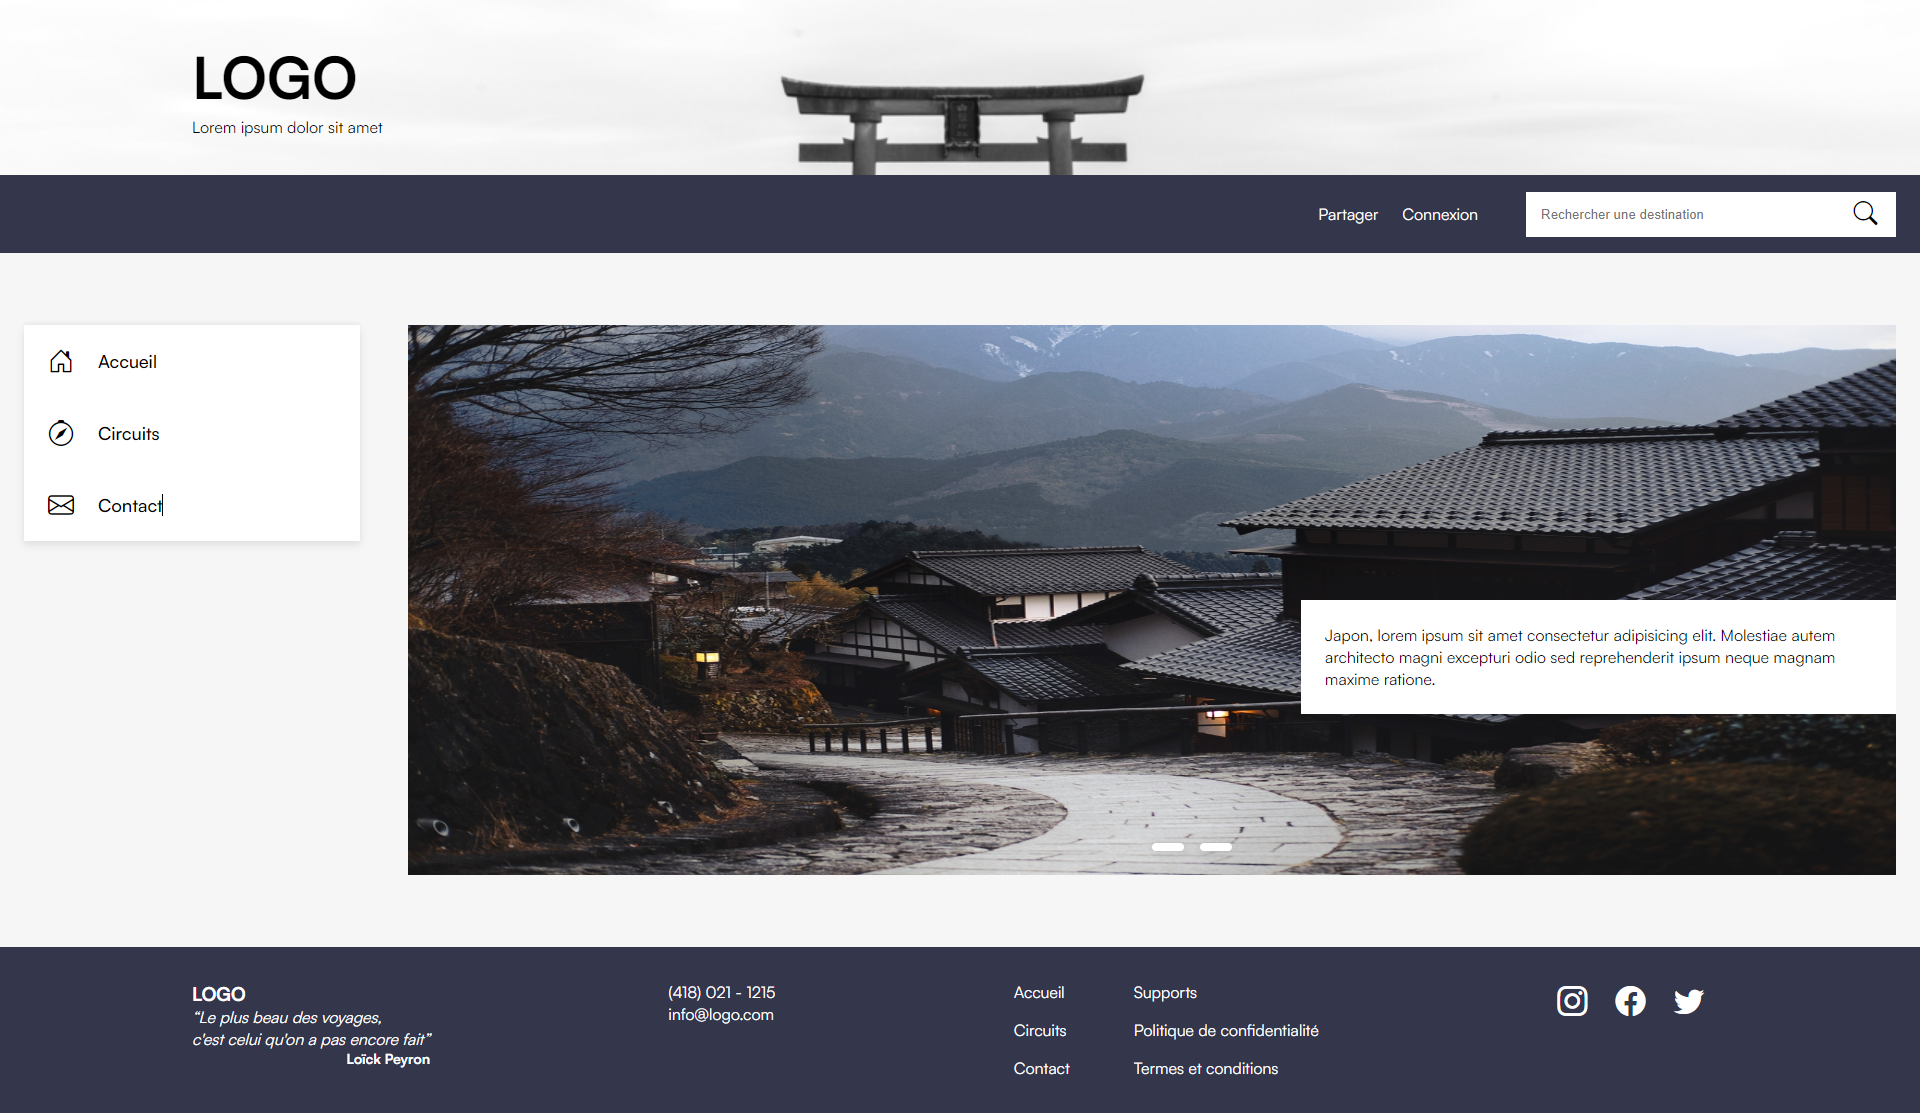 LOGO
Lorem ipsum dolor sit amet
Partager
Connexion
Rechercher une destination
Accueil
Circuits
Contact
Japon, lorem ipsum sit amet consectetur adipisicing elit. Molestiae autem
architecto magni excepturi odio sed reprehenderit ipsum neque magnam
maxime ratione.
LOGO
“Le plus beau des voyages,
c'est celui qu'on a pas encore fait”
Loïck Peyron
(418) 021 - 1215
info@logo.com
Accueil
Circuits
Contact
Supports
Politique de confidentialité
Termes et conditions